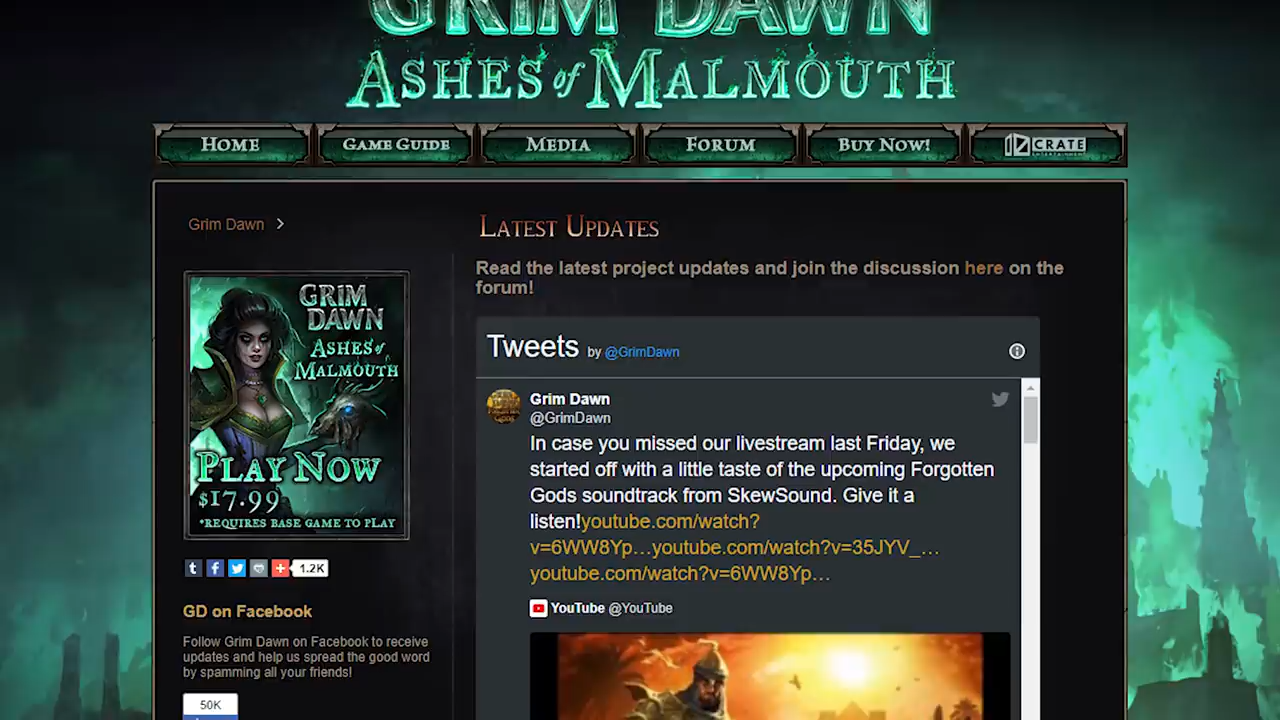 GRIM DAWN
ASHES of MALMOUTH
HOME
GAME GUIDE
MEDIA
FORUM
BUY NOW!
CRATE
ENTERTAINMENT
Grim Dawn
GRIM
DAWN
ASHES of
MALMOUTH
PLAY NOW
$17.99
*REQUIRES BASE GAME TO PLAY
1.2K
GD on Facebook
Follow Grim Dawn on Facebook to receive
updates and help us spread the good word
by spamming all your friends!
50K
LATEST UPDATES
Read the latest project updates and join the discussion here on the
forum!
Tweets by @GrimDawn
Grim Dawn
@GrimDawn
In case you missed our livestream last Friday, we
started off with a little taste of the upcoming Forgotten
Gods soundtrack from SkewSound. Give it a
listen!youtube.com/watch?
v=6WW8Yp…youtube.com/watch?v=35JYV_…
youtube.com/watch?v=6WW8Yp…
YouTube @YouTube